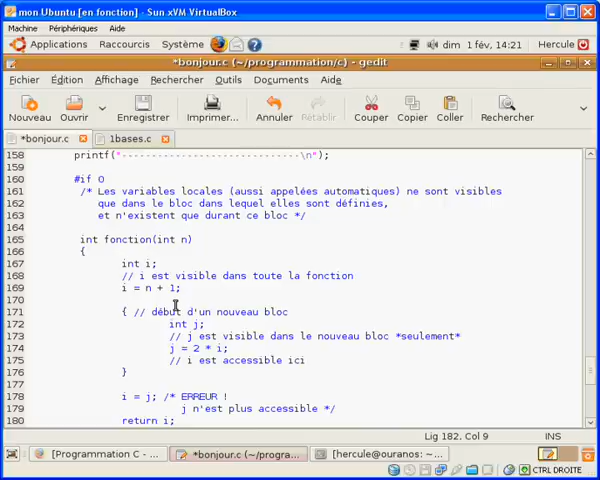 mon Ubuntu [en fonction] - Sun xVM VirtualBox
Machine Périphériques Aide
Applications Raccourcis Système dim 1 fév, 14:21 Hercule
*bonjour.c (~/programmation/c) - gedit
Fichier Édition Affichage Rechercher Outils Documents Aide
Nouveau Ouvrir Enregistrer Imprimer... Annuler Rétablir Couper Copier Coller Rechercher
*bonjour.c 1bases.c
158 printf("------------------------------\n");
159
160 #if 0
161 /* Les variables locales (aussi appelées automatiques) ne sont visibles
162 que dans le bloc dans lequel elles sont définies,
163 et n'existent que durant ce bloc */
164
165 int fonction(int n)
166 {
167 int i;
168 // i est visible dans toute la fonction
169 i = n + 1;
170
171 { // début d'un nouveau bloc
172 int j;
173 // j est visible dans le nouveau bloc *seulement*
174 j = 2 * i;
175 // i est accessible ici
176 }
177
178 i = j; /* ERREUR !
179 j n'est plus accessible */
180 return i;
Lig 182, Col 9 INS
[Programmation C - ... *bonjour.c (~/progra... [hercule@ouranos: ~...
CTRL DROITE